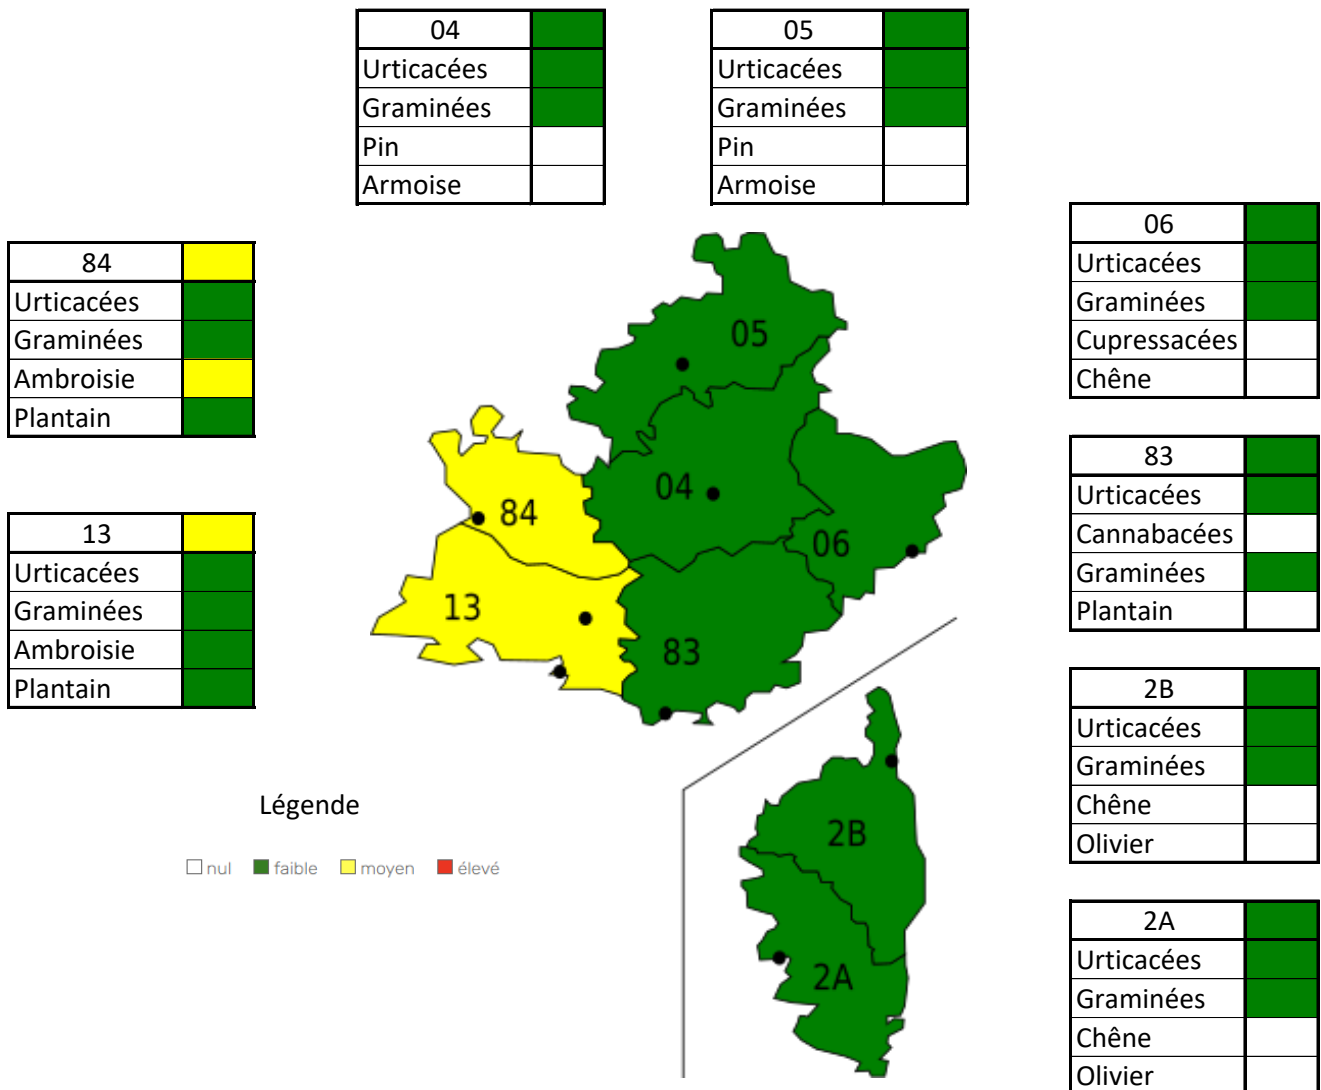 04
Urticacées
Graminées
Pin
Armoise
05
Urticacées
Graminées
Pin
Armoise
84
Urticacées
Graminées
Ambroisie
Plantain
13
Urticacées
Graminées
Ambroisie
Plantain
06
Urticacées
Graminées
Cupressacées
Chêne
83
Urticacées
Cannabacées
Graminées
Plantain
2B
Urticacées
Graminées
Chêne
Olivier
2A
Urticacées
Graminées
Chêne
Olivier
05
04
84
06
13
83
2B
2A
Légende
nul faible moyen élevé